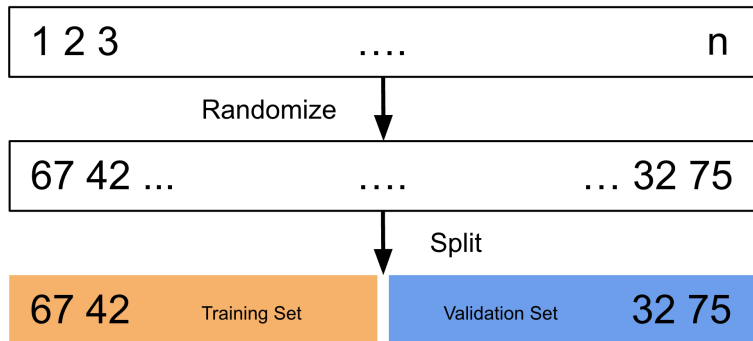 1 2 3 .... n
Randomize
67 42 ... .... ... 32 75
Split
67 42 Training Set Validation Set 32 75